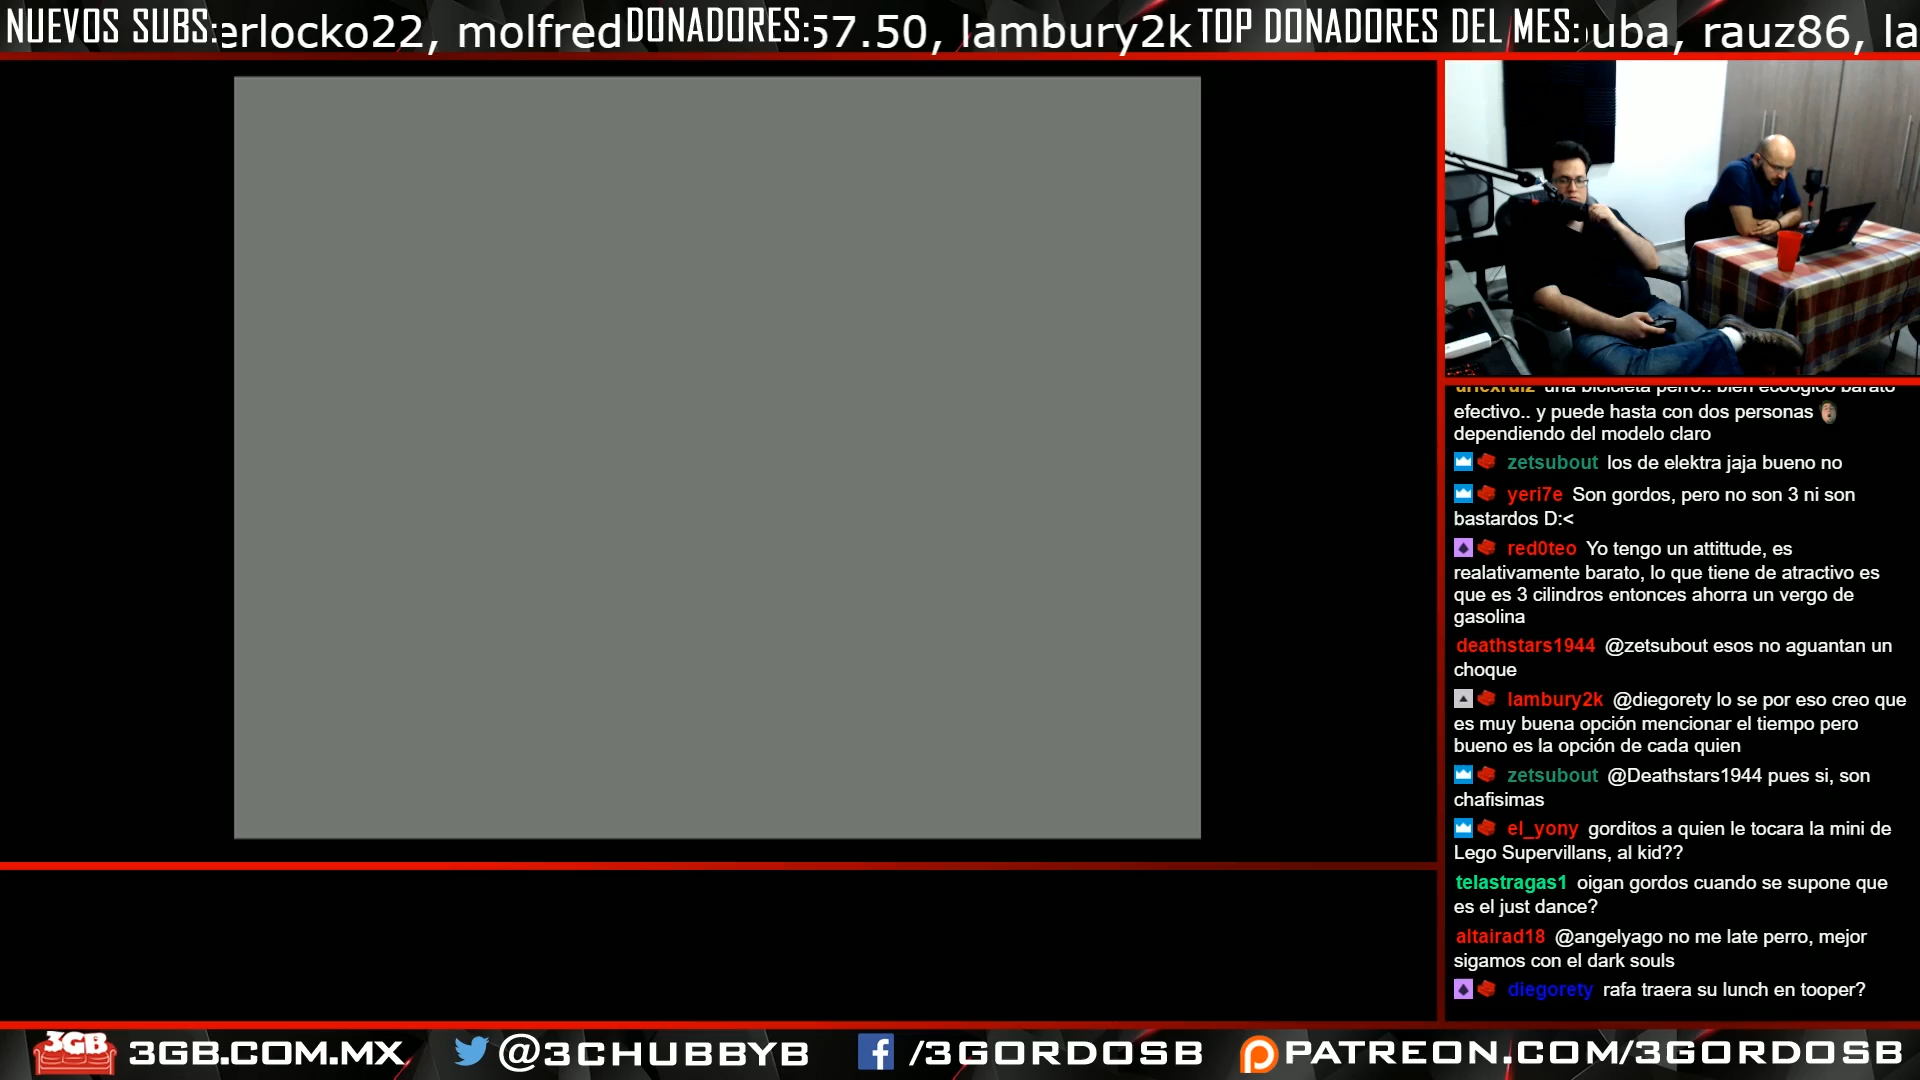 NUEVOS SUBS: erlocko22, molfred DONADORES: 57.50, lambury2k TOP DONADORES DEL MES: uba, rauz86, la
arlexruiz una bicicleta perro.. bien ecoogico barato
efectivo.. y puede hasta con dos personas
dependiendo del modelo claro
zetsubout los de elektra jaja bueno no
yeri7e Son gordos, pero no son 3 ni son
bastardos D:<
red0teo Yo tengo un attitude, es
realativamente barato, lo que tiene de atractivo es
que es 3 cilindros entonces ahorra un vergo de
gasolina
deathstars1944 @zetsubout esos no aguantan un
choque
lambury2k @diegorety lo se por eso creo que
es muy buena opción mencionar el tiempo pero
bueno es la opción de cada quien
zetsubout @Deathstars1944 pues si, son
chafisimas
el_yony gorditos a quien le tocara la mini de
Lego Supervillans, al kid??
telastragas1 oigan gordos cuando se supone que
es el just dance?
altairad18 @angelyago no me late perro, mejor
sigamos con el dark souls
diegorety rafa traera su lunch en tooper?
3GB 3GB.COM.MX @3CHUBBYB /3GORDOSB PATREON.COM/3GORDOSB